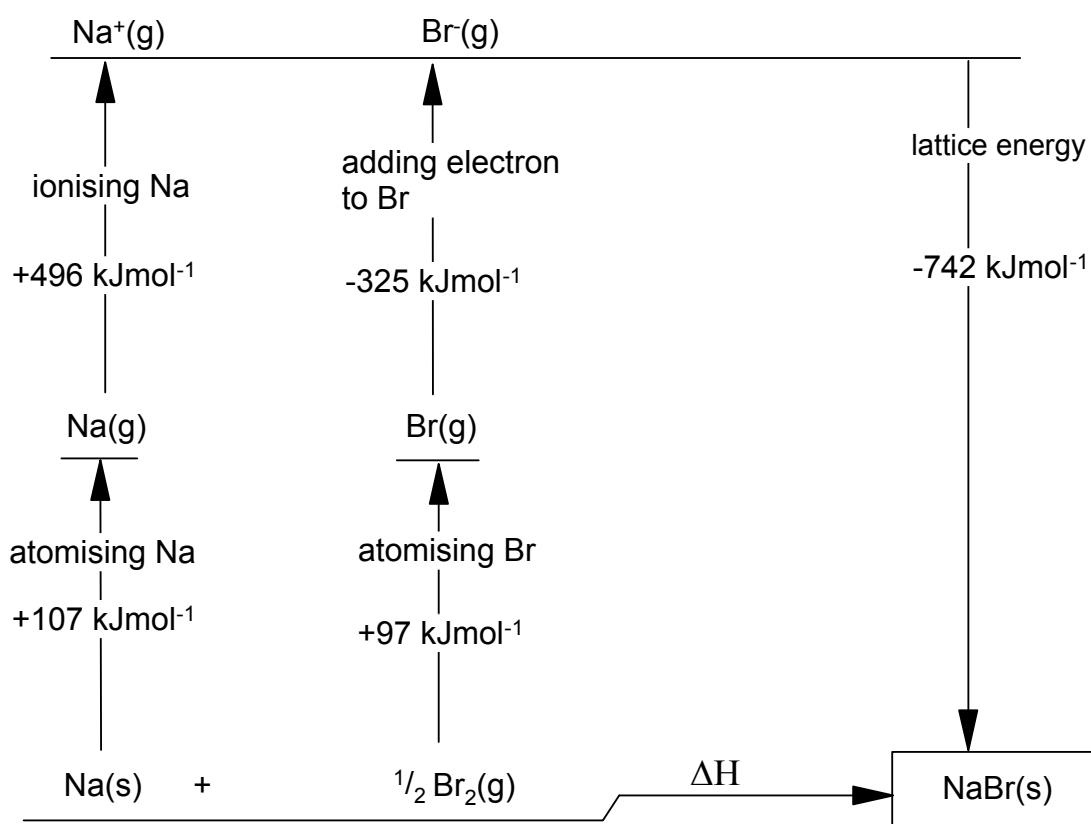 Na⁺(g) Br⁻(g)
ionising Na
+496 kJmol⁻¹
adding electron
to Br
-325 kJmol⁻¹
lattice energy
-742 kJmol⁻¹
Na(g) Br(g)
atomising Na
+107 kJmol⁻¹
atomising Br
+97 kJmol⁻¹
Na(s) + ¹/₂ Br₂(g) ΔH NaBr(s)